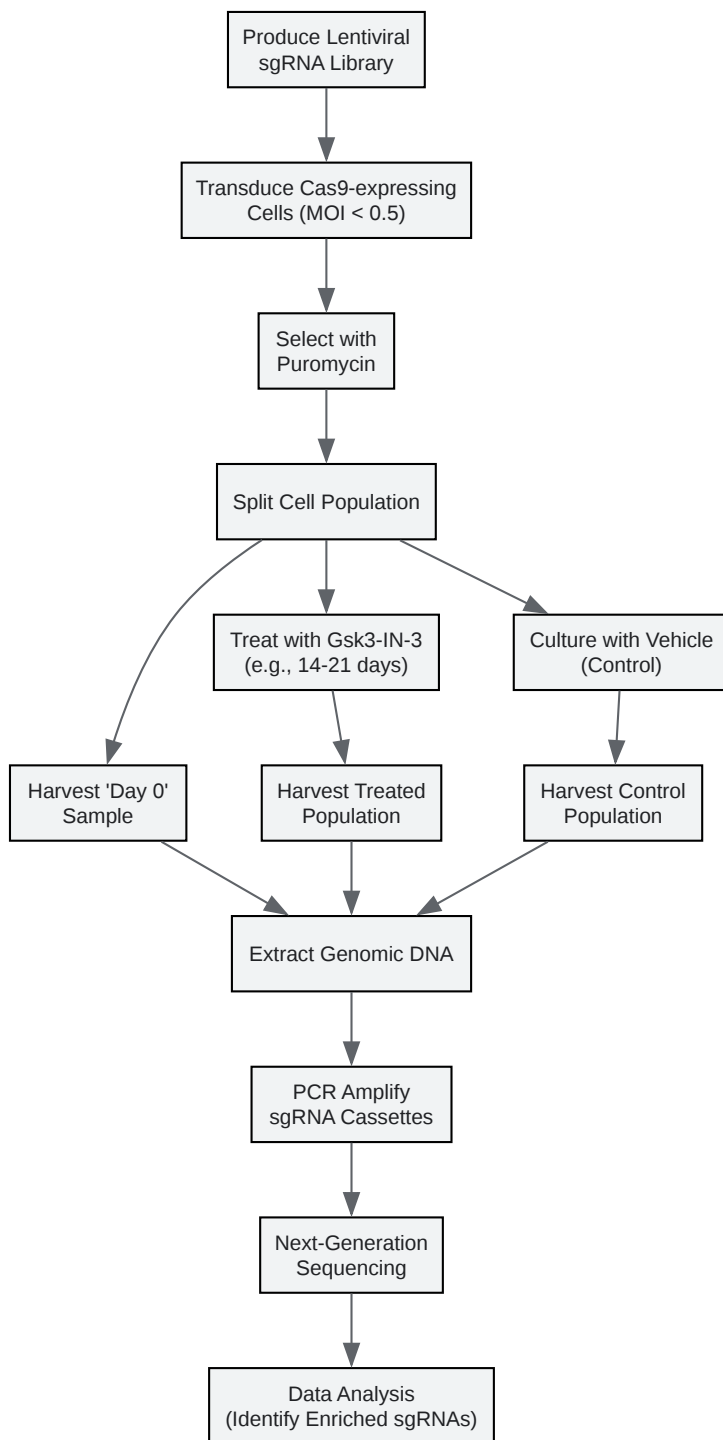 Produce Lentiviral
sgRNA Library
Transduce Cas9-expressing
Cells (MOI < 0.5)
Select with
Puromycin
Split Cell Population
Treat with Gsk3-IN-3
(e.g., 14-21 days)
Culture with Vehicle
(Control)
Harvest 'Day 0'
Sample
Harvest Treated
Population
Harvest Control
Population
Extract Genomic DNA
PCR Amplify
sgRNA Cassettes
Next-Generation
Sequencing
Data Analysis
(Identify Enriched sgRNAs)